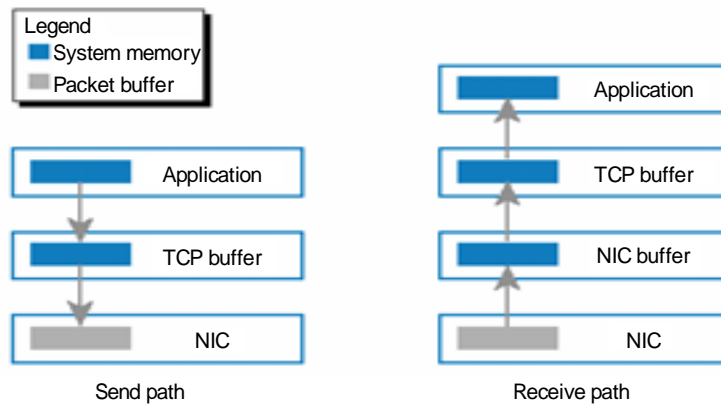 Legend
System memory
Packet buffer
Application
TCP buffer
NIC
Send path
Application
TCP buffer
NIC buffer
NIC
Receive path